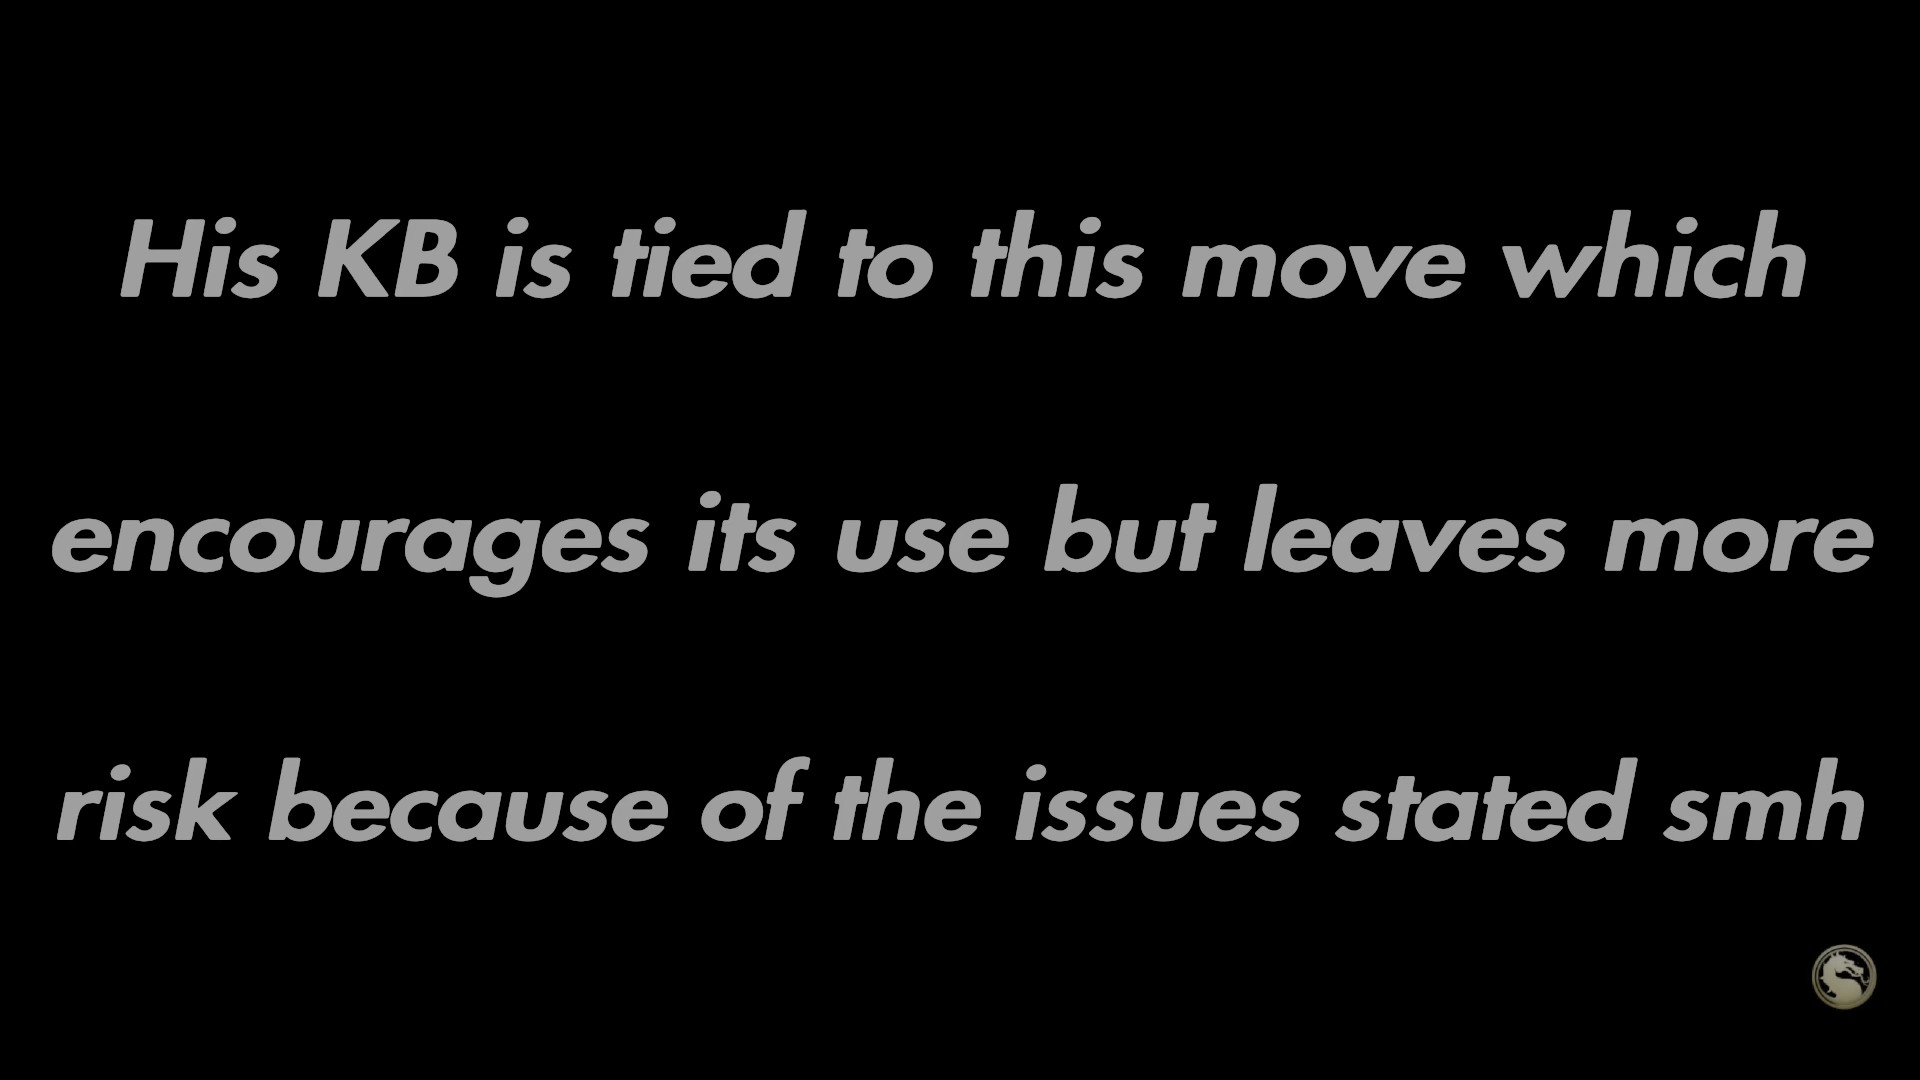 His KB is tied to this move which
encourages its use but leaves more
risk because of the issues stated smh